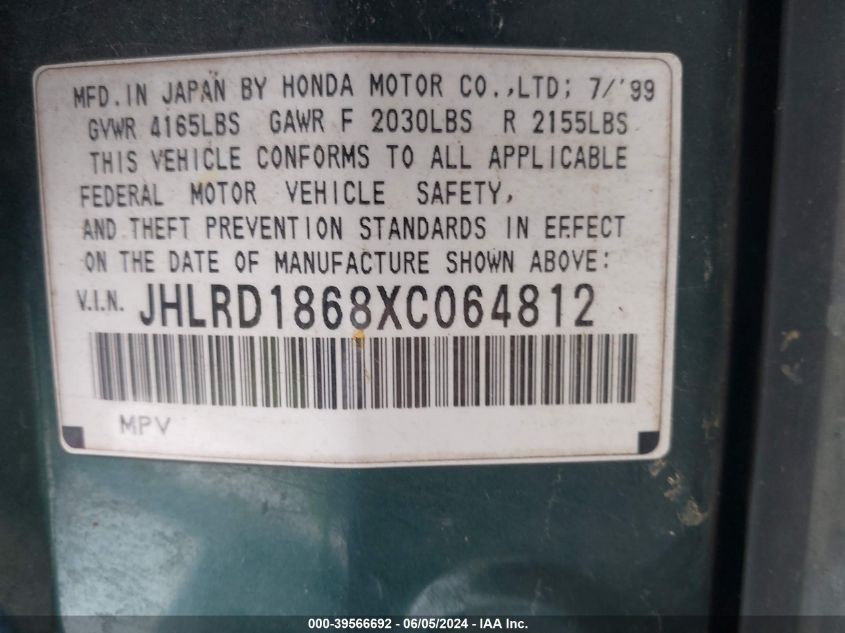 MFD.IN JAPAN BY HONDA MOTOR CO.,LTD; 7/'99
GVWR 4165LBS GAWR F 2030LBS R 2155LBS
THIS VEHICLE CONFORMS TO ALL APPLICABLE
FEDERAL MOTOR VEHICLE SAFETY,
AND THEFT PREVENTION STANDARDS IN EFFECT
ON THE DATE OF MANUFACTURE SHOWN ABOVE:
V.I.N. JHLRD1868XC064812
MPV
000-39566692 - 06/05/2024 - IAA Inc.